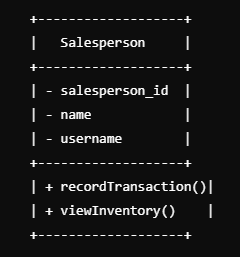 +-------------------+
|   Salesperson     |
+-------------------+
| - salesperson_id  |
| - name            |
| - username        |
+-------------------+
| + recordTransaction()|
| + viewInventory()    |
+-------------------+